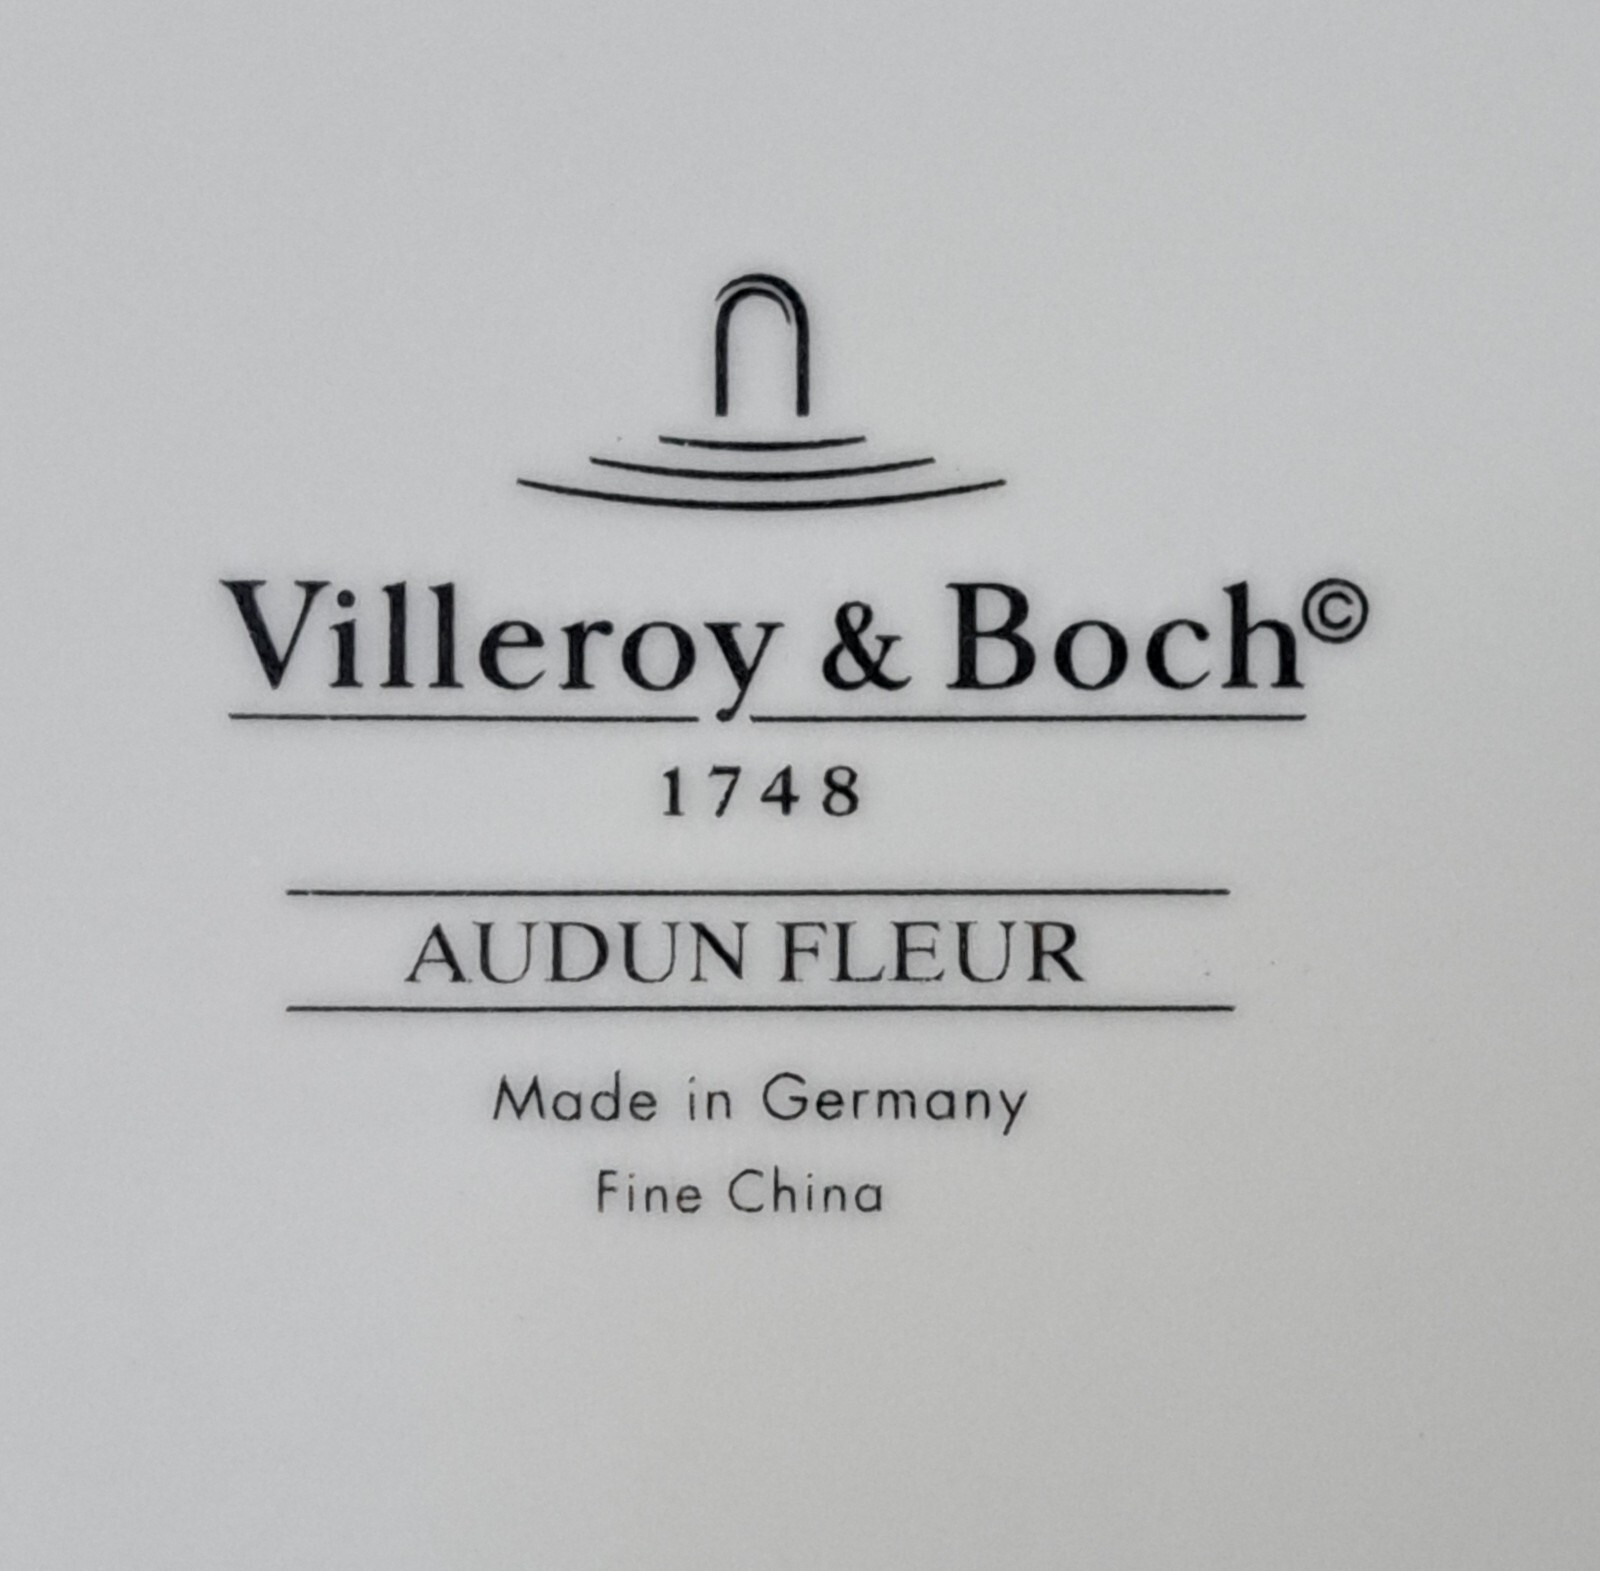 Villeroy & Boch©
1748
AUDUN FLEUR
Made in Germany
Fine China